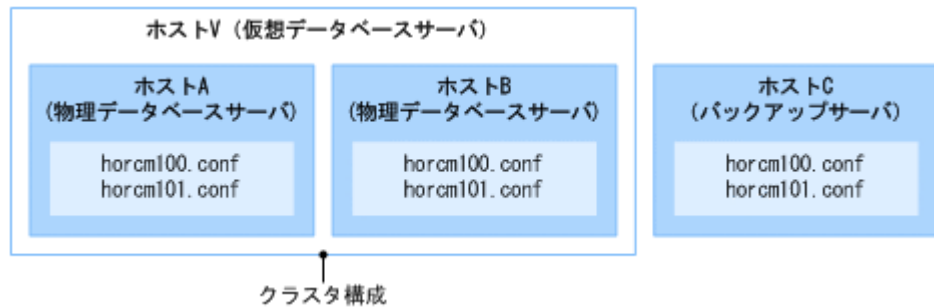 ホストV（仮想データベースサーバ）
ホストA
（物理データベースサーバ）
horcm100.conf
horcm101.conf
ホストB
（物理データベースサーバ）
horcm100.conf
horcm101.conf
ホストC
（バックアップサーバ）
horcm100.conf
horcm101.conf
クラスタ構成